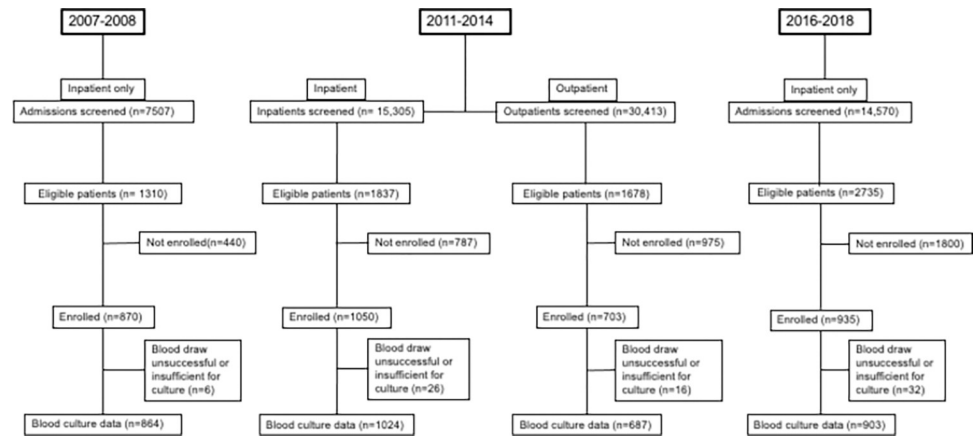 2007-2008
2011-2014
2016-2018
Inpatient only
Inpatient
Outpatient
Inpatient only
Admissions screened (n=7507)
Inpatients screened (n= 15,305)
Outpatients screened (n=30,413)
Admissions screened (n=14,570)
Eligible patients (n= 1310)
Eligible patients (n=1837)
Eligible patients (n=1678)
Eligible patients (n=2735)
Not enrolled(n=440)
Not enrolled (n=787)
Not enrolled (n=975)
Not enrolled (n=1800)
Enrolled (n=870)
Enrolled (n=1050)
Enrolled (n=703)
Enrolled (n=935)
Blood draw
unsuccessful or
insufficient for
culture (n=6)
Blood draw
unsuccessful or
insufficient for
culture (n=26)
Blood draw
unsuccessful or
insufficient for
culture (n=16)
Blood draw
unsuccessful or
insufficient for
culture (n=32)
Blood culture data (n=864)
Blood culture data (n=1024)
Blood culture data (n=687)
Blood culture data (n=903)